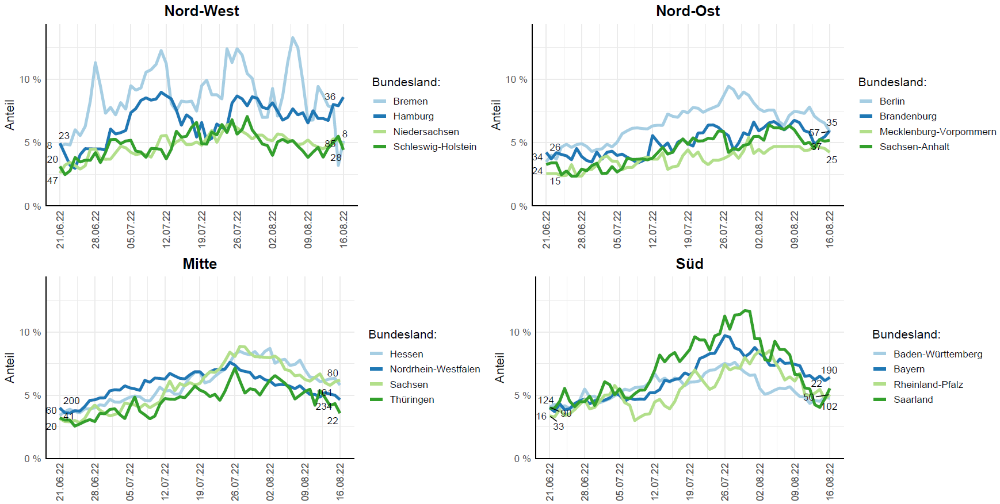 Nord-West
Anteil
10 %
5 %
0 %
8
23
20
47
36
8
85
28
21.06.22
28.06.22
05.07.22
12.07.22
19.07.22
26.07.22
02.08.22
09.08.22
16.08.22
Bundesland:
Bremen
Hamburg
Niedersachsen
Schleswig-Holstein
Nord-Ost
Anteil
10 %
5 %
0 %
26
34
24
15
35
57
37
25
21.06.22
28.06.22
05.07.22
12.07.22
19.07.22
26.07.22
02.08.22
09.08.22
16.08.22
Bundesland:
Berlin
Brandenburg
Mecklenburg-Vorpommern
Sachsen-Anhalt
Mitte
Anteil
10 %
5 %
0 %
200
60
41
20
80
101
234
22
21.06.22
28.06.22
05.07.22
12.07.22
19.07.22
26.07.22
02.08.22
09.08.22
16.08.22
Bundesland:
Hessen
Nordrhein-Westfalen
Sachsen
Thüringen
Süd
Anteil
10 %
5 %
0 %
124
90
16
33
190
22
50
102
21.06.22
28.06.22
05.07.22
12.07.22
19.07.22
26.07.22
02.08.22
09.08.22
16.08.22
Bundesland:
Baden-Württemberg
Bayern
Rheinland-Pfalz
Saarland